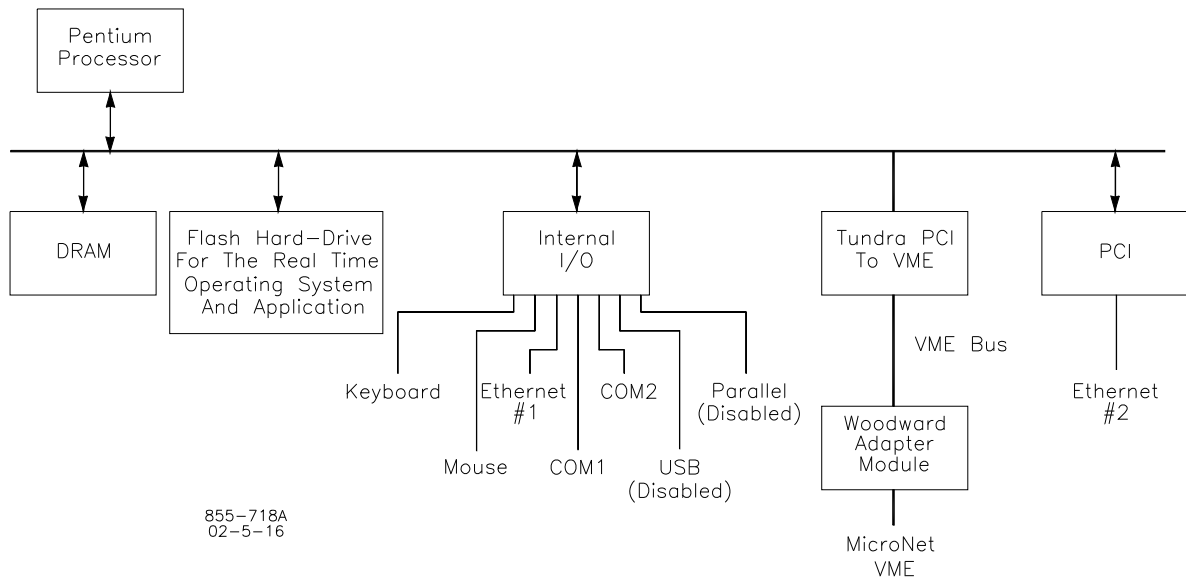 Pentium
Processor
DRAM
Flash Hard-Drive
For The Real Time
Operating System
And Application
Internal
I/O
Tundra PCI
To VME
PCI
VME Bus
Keyboard
Ethernet
#1
COM2
Parallel
(Disabled)
Ethernet
#2
Mouse
COM1
USB
(Disabled)
Woodward
Adapter
Module
855-718A
02-5-16
MicroNet
VME